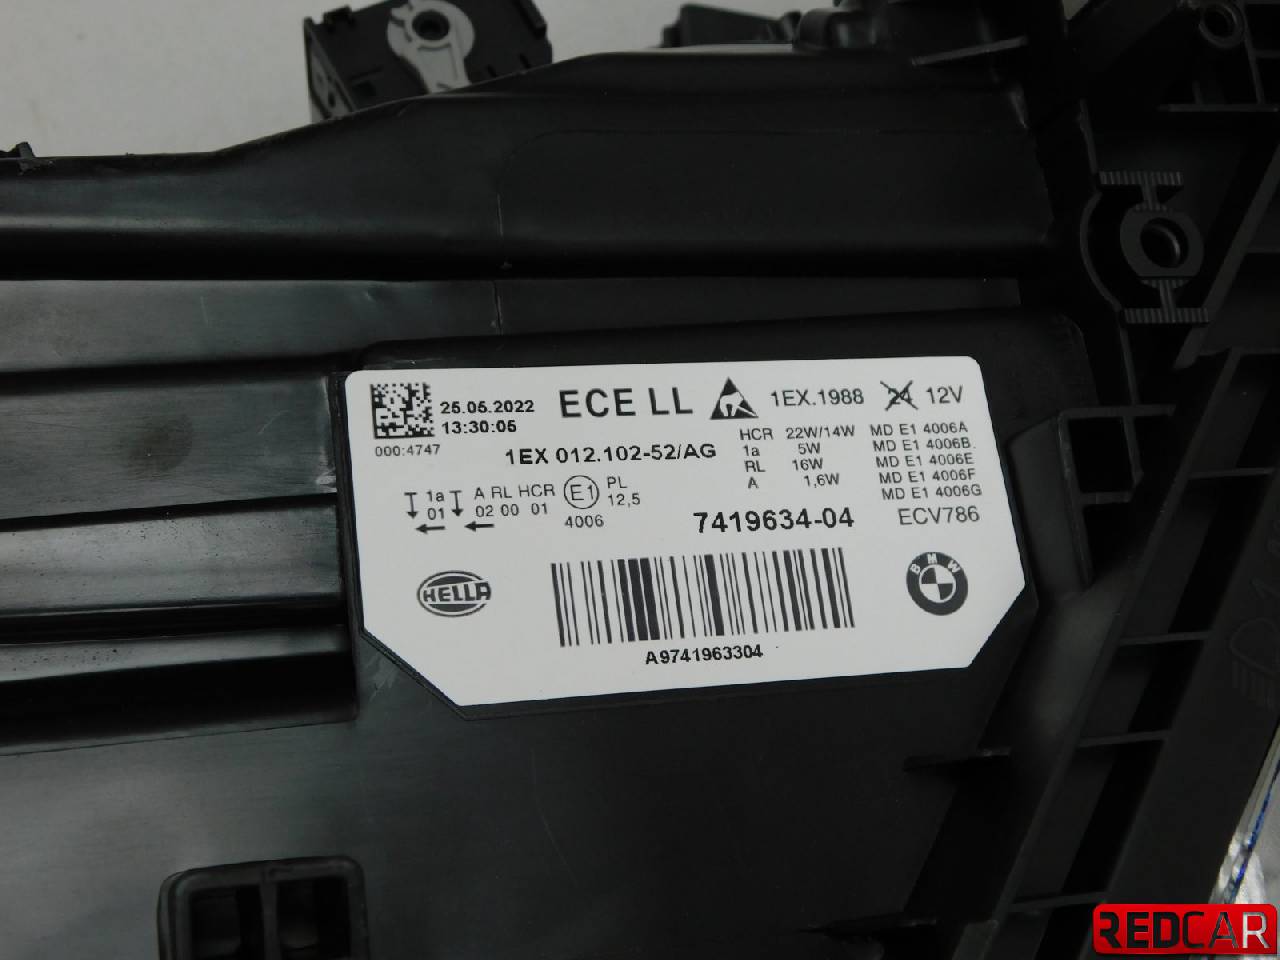 25.05.2022
13:30:05
000:4747
ECE LL
1EX.1988 24 12V
1EX 012.102-52/AG
HCR 22W/14W
1a 5W
RL 16W
A 1,6W
MD E1 4006A
MD E1 4006B
MD E1 4006E
MD E1 4006F
MD E1 4006G
1a A RL HCR E1 PL
01 02 00 01 12,5
4006
7419634-04
ECV786
HELLA
BMW
A9741963304
REDCAR